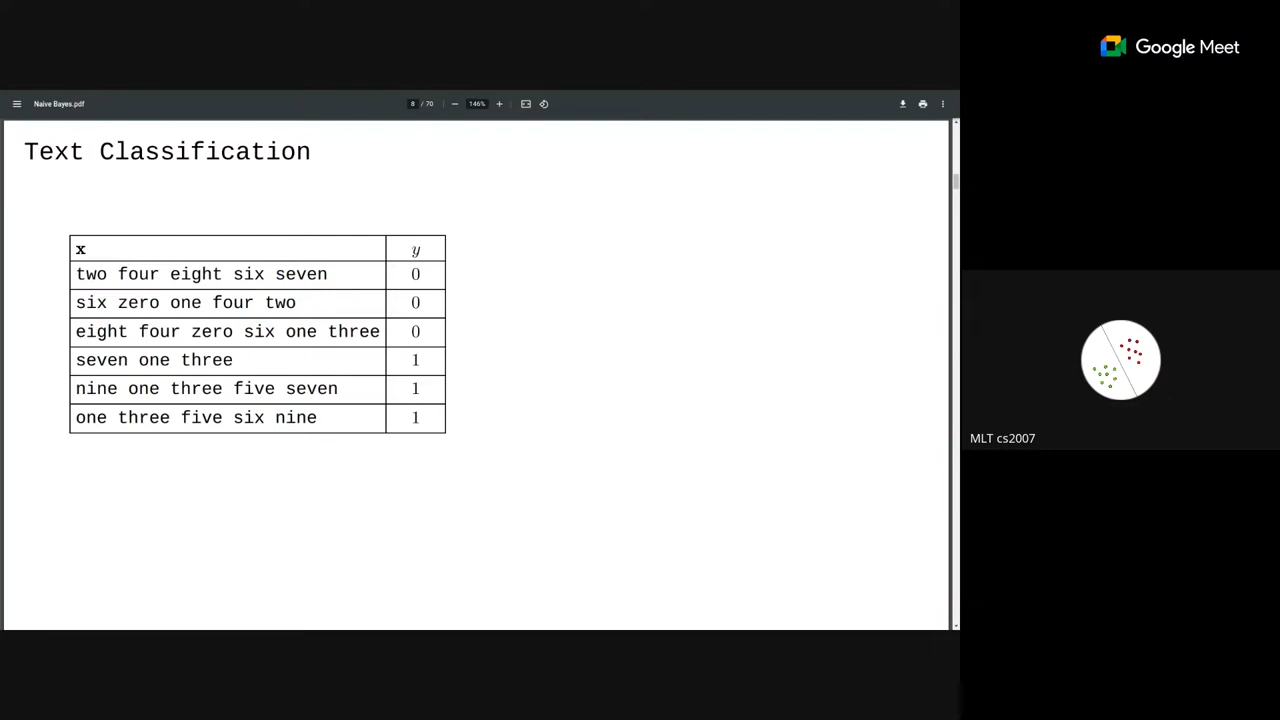 Google Meet
Naive Bayes.pdf
8 / 70
146%
Text Classification
x y
two four eight six seven 0
six zero one four two 0
eight four zero six one three 0
seven one three 1
nine one three five seven 1
one three five six nine 1
MLT cs2007